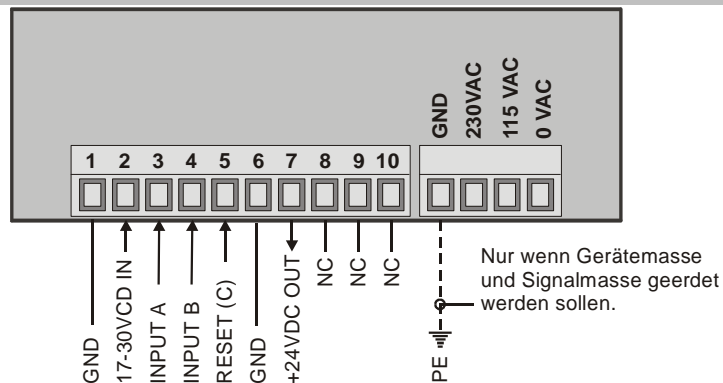 GND
230VAC
115 VAC
0 VAC
1 2 3 4 5 6 7 8 9 10
GND
17-30VCD IN
INPUT A
INPUT B
RESET (C)
GND
+24VDC OUT
NC
NC
NC
PE
Nur wenn Gerätemasse
und Signalmasse geerdet
werden sollen.